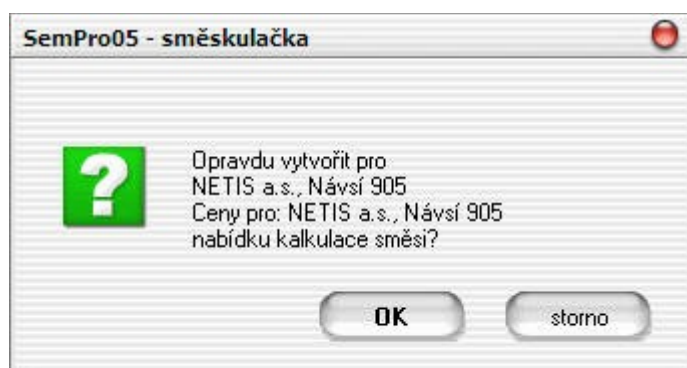 SemPro05 - směskulačka
?
Opravdu vytvořit pro
NETIS a.s., Návsí 905
Ceny pro: NETIS a.s., Návsí 905
nabídku kalkulace směsi?
OK
storno